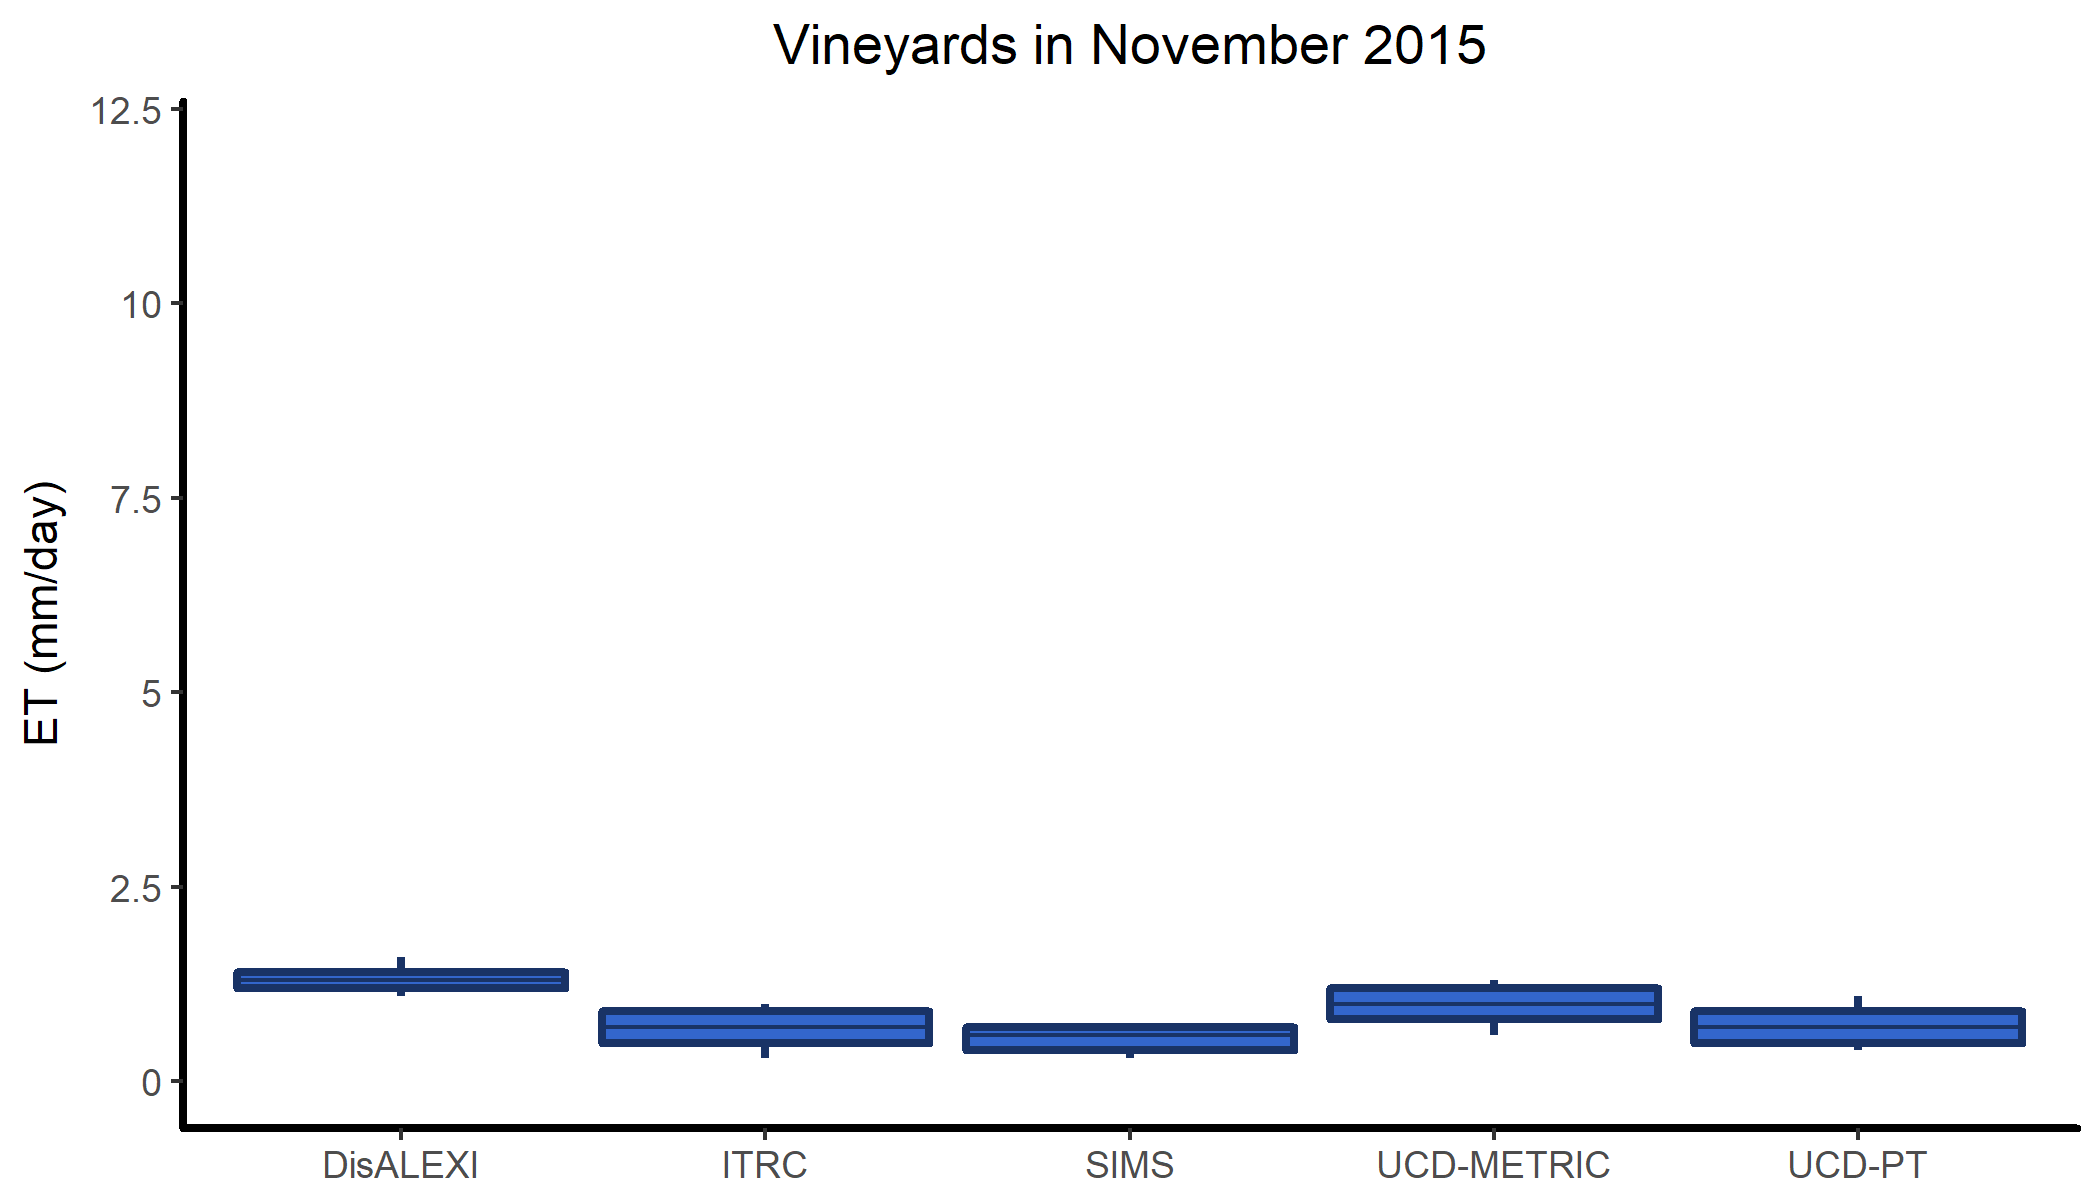 Vineyards in November 2015
ET (mm/day)
12.5
10
7.5
5
2.5
0
DisALEXI
ITRC
SIMS
UCD-METRIC
UCD-PT